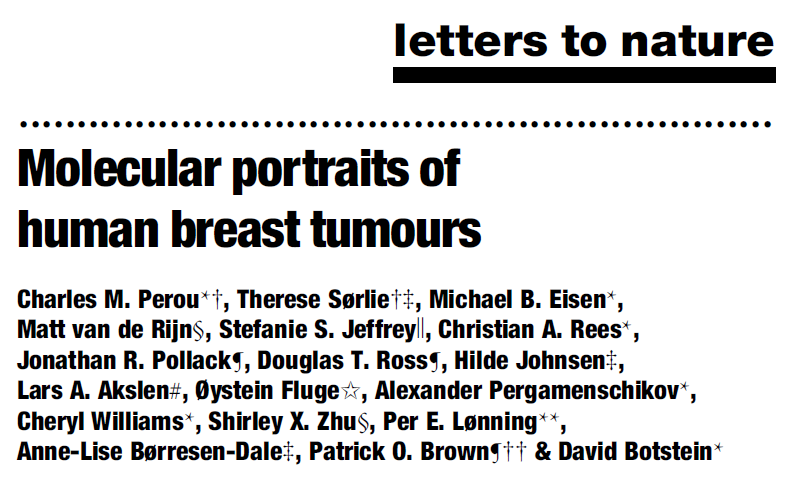 letters to nature
Molecular portraits of
human breast tumours
Charles M. Perou*†, Therese Sørlie†‡, Michael B. Eisen*,
Matt van de Rijn§, Stefanie S. Jeffrey||, Christian A. Rees*,
Jonathan R. Pollack¶, Douglas T. Ross¶, Hilde Johnsen‡,
Lars A. Akslen#, Øystein Fluge☆, Alexander Pergamenschikov*,
Cheryl Williams*, Shirley X. Zhu§, Per E. Lønning**,
Anne-Lise Børresen-Dale‡, Patrick O. Brown¶†† & David Botstein*